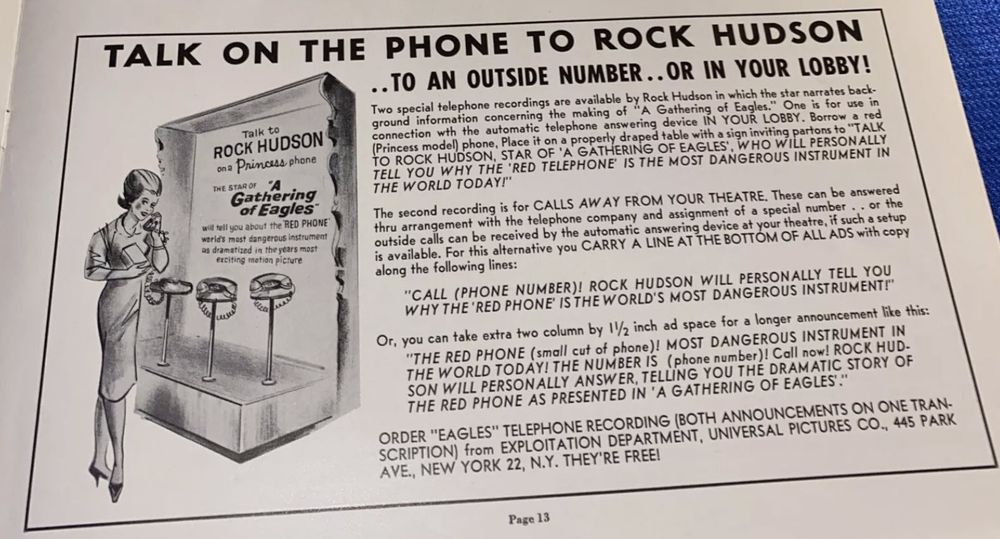 TALK ON THE PHONE TO ROCK HUDSON
..TO AN OUTSIDE NUMBER..OR IN YOUR LOBBY!
Talk to
ROCK HUDSON
on a Princess phone
THE STAR OF "A
Gathering
of Eagles"
will tell you about the 'RED PHONE'
world's most dangerous instrument
as dramatized in the years most
exciting motion picture
Two special telephone recordings are available by Rock Hudson in which the star narrates back-
ground information concerning the making of "A Gathering of Eagles." One is for use in
connection wth the automatic telephone answering device IN YOUR LOBBY. Borrow a red
(Princess model) phone, Place it on a properly draped table with a sign inviting partons to "TALK
TO ROCK HUDSON, STAR OF 'A GATHERING OF EAGLES', WHO WILL PERSONALLY
TELL YOU WHY THE 'RED TELEPHONE' IS THE MOST DANGEROUS INSTRUMENT IN
THE WORLD TODAY!"
The second recording is for CALLS AWAY FROM YOUR THEATRE. These can be answered
thru arrangement with the telephone company and assignment of a special number . . or the
outside calls can be received by the automatic answering device at your theatre, if such a setup
is available. For this alternative you CARRY A LINE AT THE BOTTOM OF ALL ADS with copy
along the following lines:
"CALL (PHONE NUMBER)! ROCK HUDSON WILL PERSONALLY TELL YOU
WHY THE 'RED PHONE' IS THE WORLD'S MOST DANGEROUS INSTRUMENT!"
Or, you can take extra two column by 1 1/2 inch ad space for a longer announcement like this:
"THE RED PHONE (small cut of phone)! MOST DANGEROUS INSTRUMENT IN
THE WORLD TODAY! THE NUMBER IS (phone number)! Call now! ROCK HUD-
SON WILL PERSONALLY ANSWER, TELLING YOU THE DRAMATIC STORY OF
THE RED PHONE AS PRESENTED IN 'A GATHERING OF EAGLES'."
ORDER "EAGLES" TELEPHONE RECORDING (BOTH ANNOUNCEMENTS ON ONE TRAN-
SCRIPTION) from EXPLOITATION DEPARTMENT, UNIVERSAL PICTURES CO., 445 PARK
AVE., NEW YORK 22, N.Y. THEY'RE FREE!
Page 13